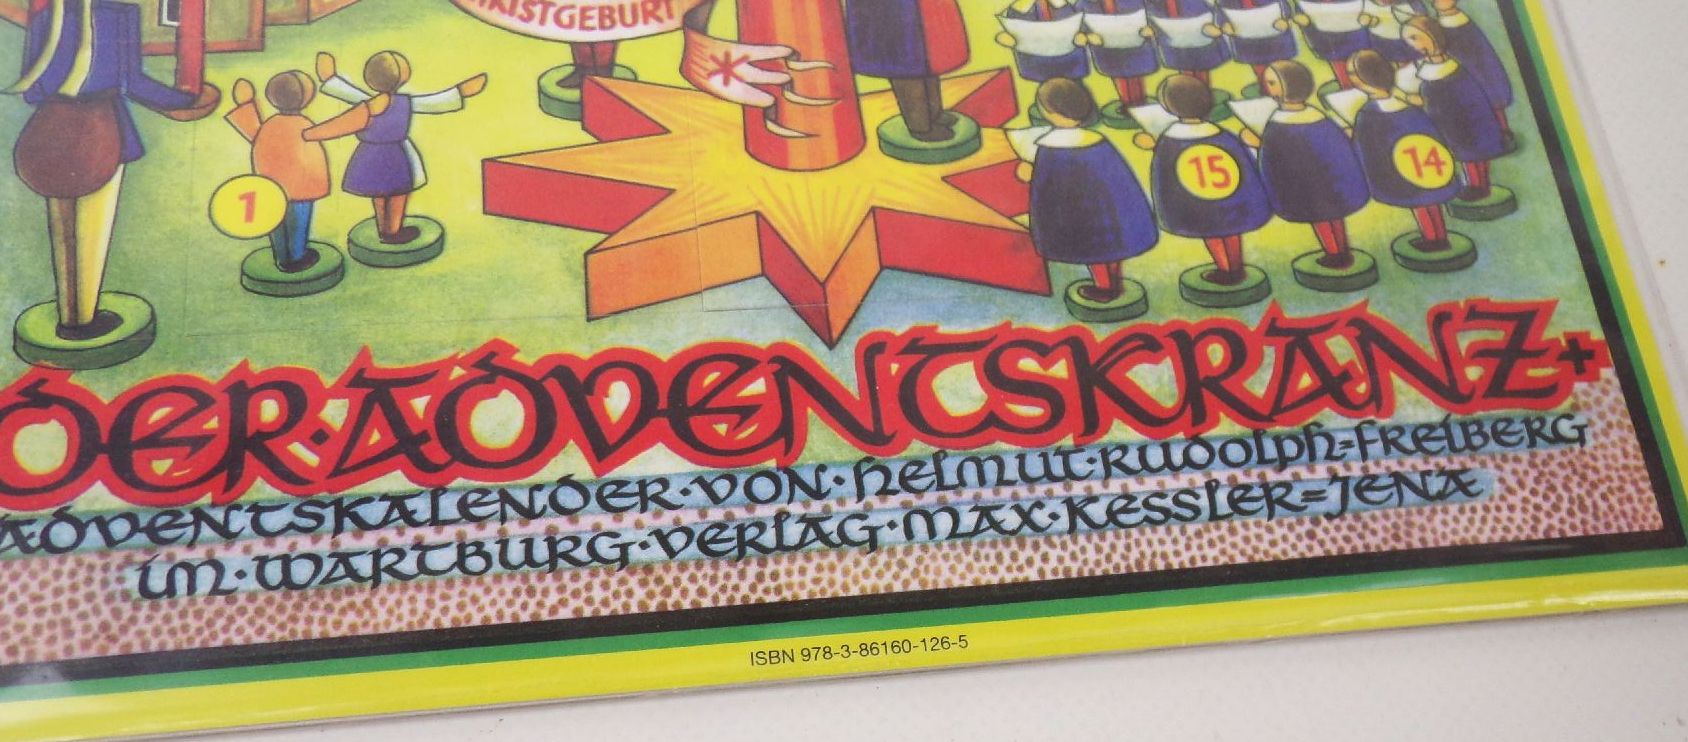 1
15
14
DER·ADVENTSKRANZ+
ADVENTSKALENDER·VON·HELMUT·RUDOLPH=FREIBERG
IM·WARTBURG·VERLAG·MAX·KESSLER=JENA
ISBN 978-3-86160-126-5